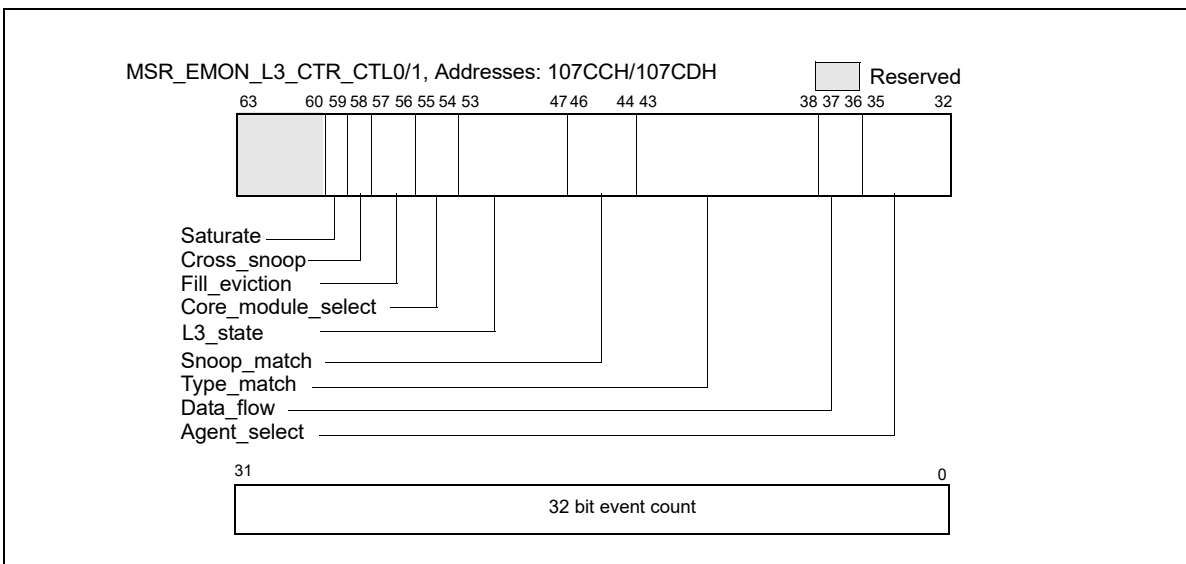 MSR_EMON_L3_CTR_CTL0/1, Addresses: 107CCH/107CDH
Reserved
63 60 59 58 57 56 55 54 53 47 46 44 43 38 37 36 35 32
Saturate
Cross_snoop
Fill_eviction
Core_module_select
L3_state
Snoop_match
Type_match
Data_flow
Agent_select
31 0
32 bit event count